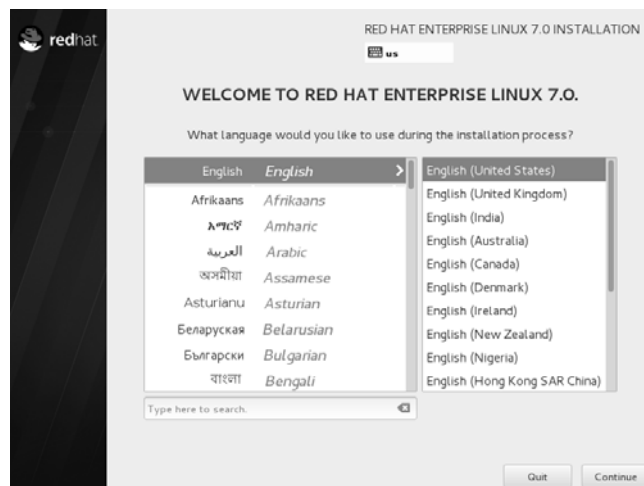 redhat.
RED HAT ENTERPRISE LINUX 7.0 INSTALLATION
us
WELCOME TO RED HAT ENTERPRISE LINUX 7.0.
What language would you like to use during the installation process?
English English
Afrikaans Afrikaans
አማርኛ Amharic
العربية Arabic
অসমীয়া Assamese
Asturianu Asturian
Беларуская Belarusian
Български Bulgarian
বাংলা Bengali
Type here to search.
English (United States)
English (United Kingdom)
English (India)
English (Australia)
English (Canada)
English (Denmark)
English (Ireland)
English (New Zealand)
English (Nigeria)
English (Hong Kong SAR China)
Quit
Continue